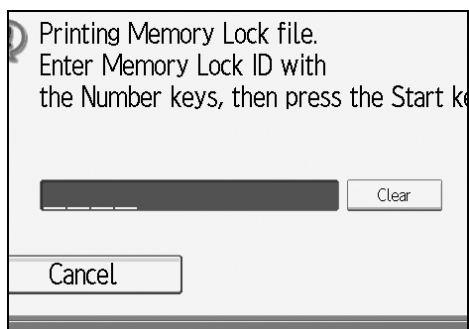 Printing Memory Lock file.
Enter Memory Lock ID with
the Number keys, then press the Start
Clear
Cancel